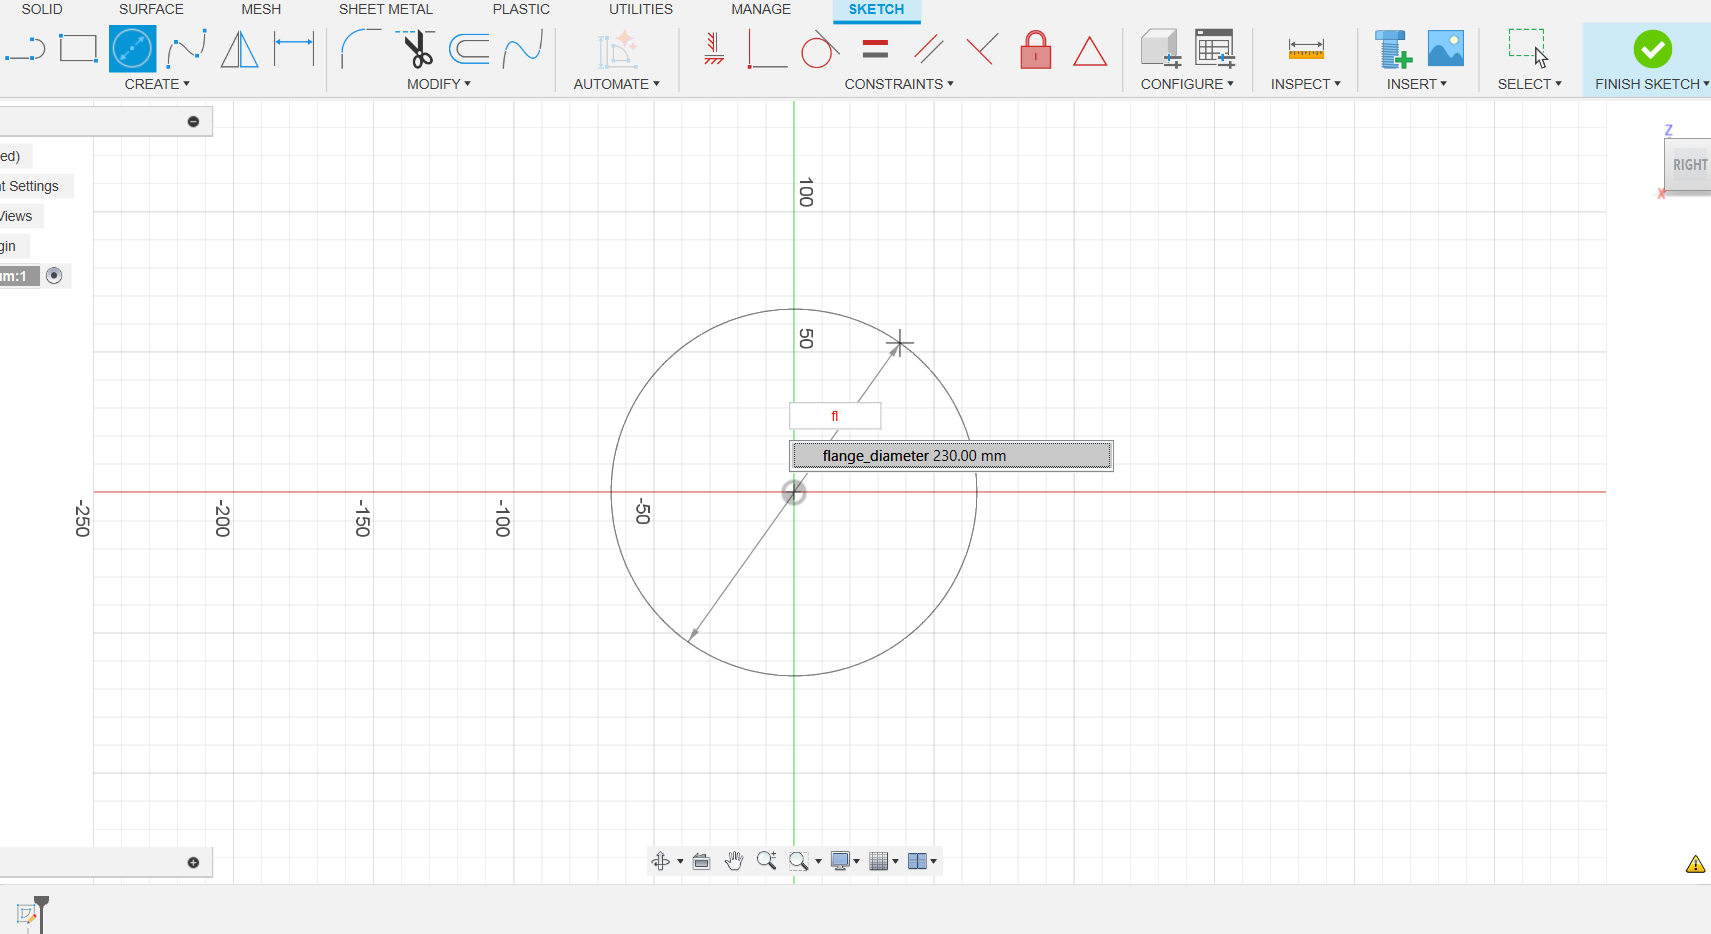 SOLID SURFACE MESH SHEET METAL PLASTIC UTILITIES MANAGE SKETCH
CREATE MODIFY AUTOMATE CONSTRAINTS CONFIGURE INSPECT INSERT SELECT FINISH SKETCH
ed)
t Settings
Views
gin
um:1
Z
RIGHT
X
100
50
fl
flange_diameter 230.00 mm
-250 -200 -150 -100 -50